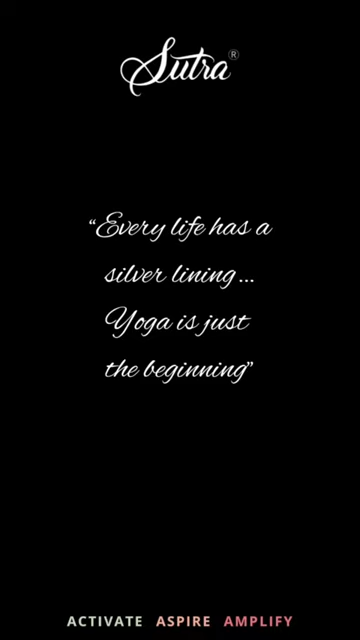 Sutra®
“Every life has a
silver lining...
Yoga is just
the beginning”
ACTIVATE ASPIRE AMPLIFY